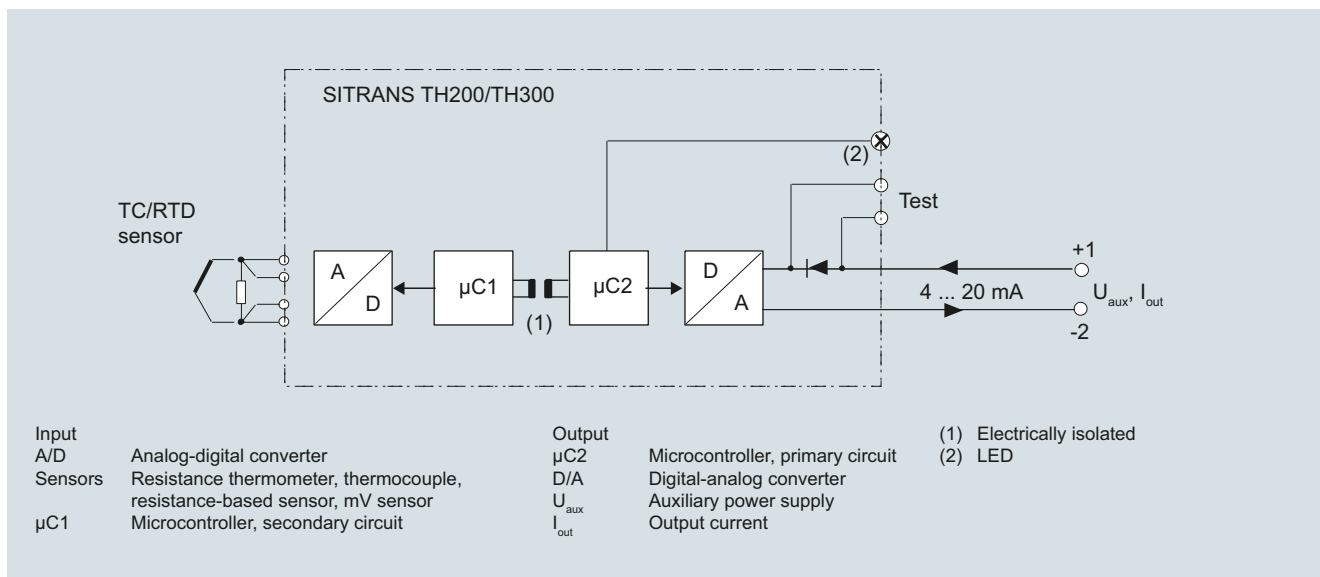 SITRANS TH200/TH300
(2)
Test
TC/RTD
sensor
A
D
µC1
(1)
µC2
D
A
4 ... 20 mA
+1
U_aux, I_out
-2
Input
A/D Analog-digital converter
Sensors Resistance thermometer, thermocouple,
resistance-based sensor, mV sensor
µC1 Microcontroller, secondary circuit
Output
µC2 Microcontroller, primary circuit
D/A Digital-analog converter
U_aux Auxiliary power supply
I_out Output current
(1) Electrically isolated
(2) LED